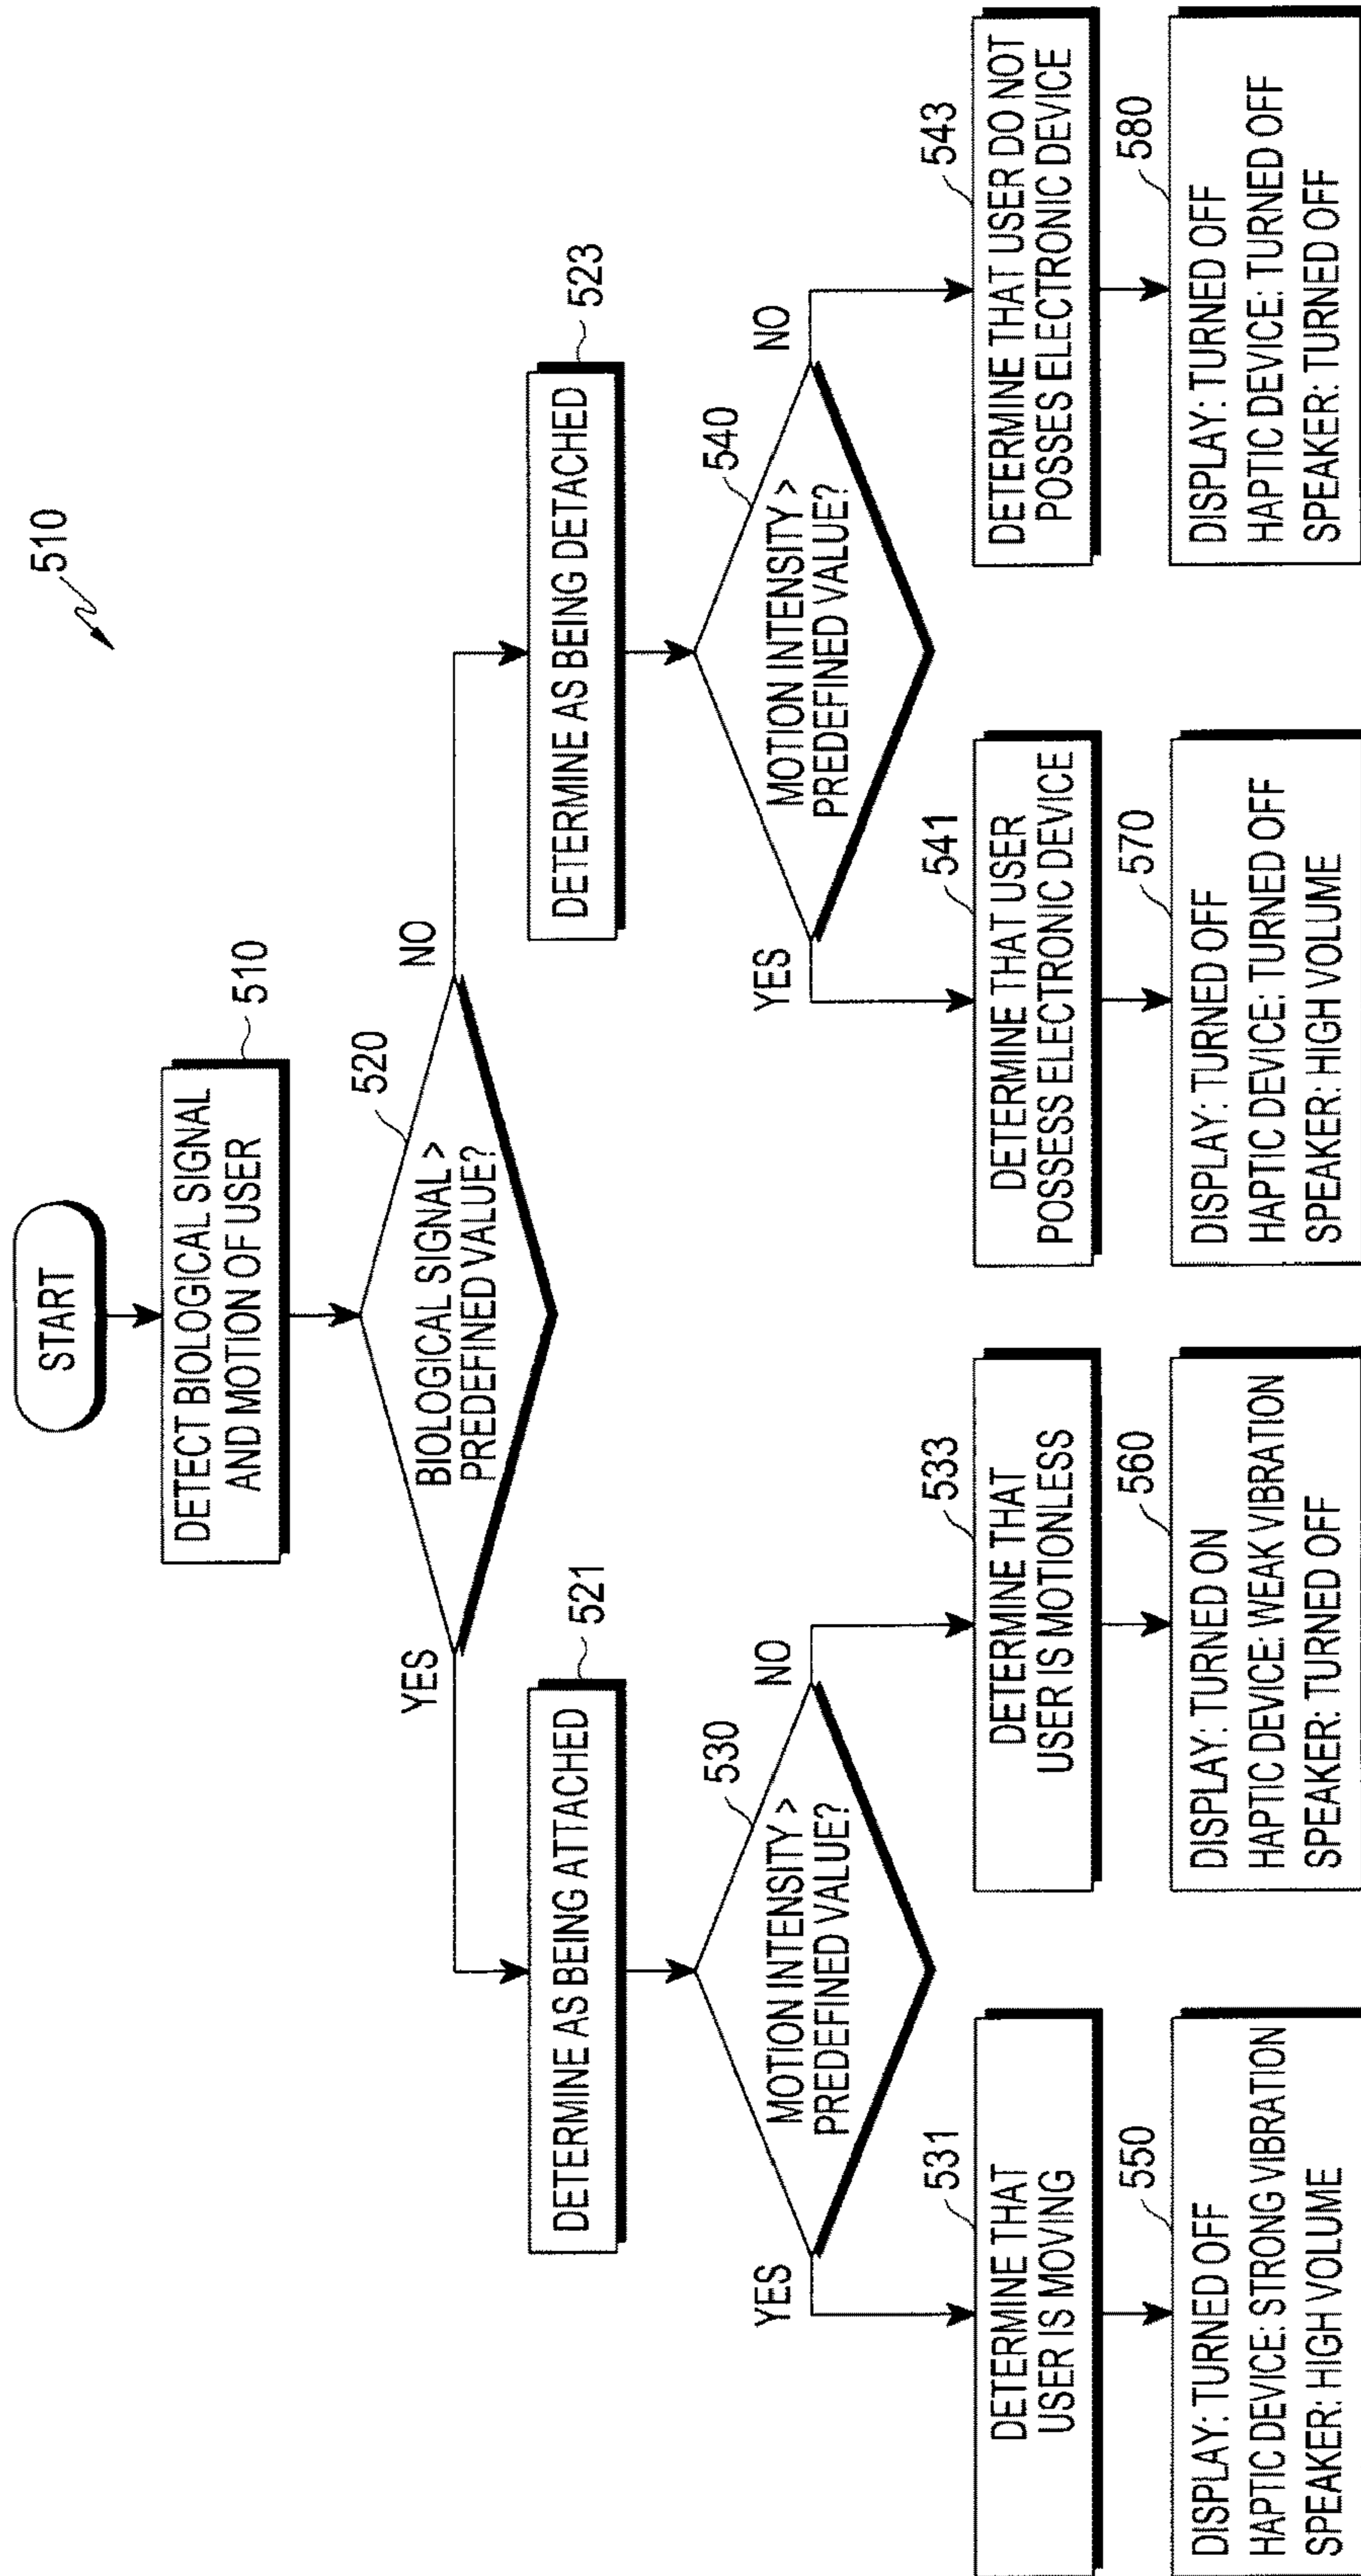 510
START
510
DETECT BIOLOGICAL SIGNAL
AND MOTION OF USER
520
BIOLOGICAL SIGNAL >
PREDEFINED VALUE?
YES
NO
521
DETERMINE AS BEING ATTACHED
523
DETERMINE AS BEING DETACHED
530
MOTION INTENSITY >
PREDEFINED VALUE?
YES
NO
540
MOTION INTENSITY >
PREDEFINED VALUE?
YES
NO
531
DETERMINE THAT
USER IS MOVING
533
DETERMINE THAT
USER IS MOTIONLESS
541
DETERMINE THAT USER
POSSESS ELECTRONIC DEVICE
543
DETERMINE THAT USER DO NOT
POSSES ELECTRONIC DEVICE
550
DISPLAY: TURNED OFF
HAPTIC DEVICE: STRONG VIBRATION
SPEAKER: HIGH VOLUME
560
DISPLAY: TURNED ON
HAPTIC DEVICE: WEAK VIBRATION
SPEAKER: TURNED OFF
570
DISPLAY: TURNED OFF
HAPTIC DEVICE: TURNED OFF
SPEAKER: HIGH VOLUME
580
DISPLAY: TURNED OFF
HAPTIC DEVICE: TURNED OFF
SPEAKER: TURNED OFF